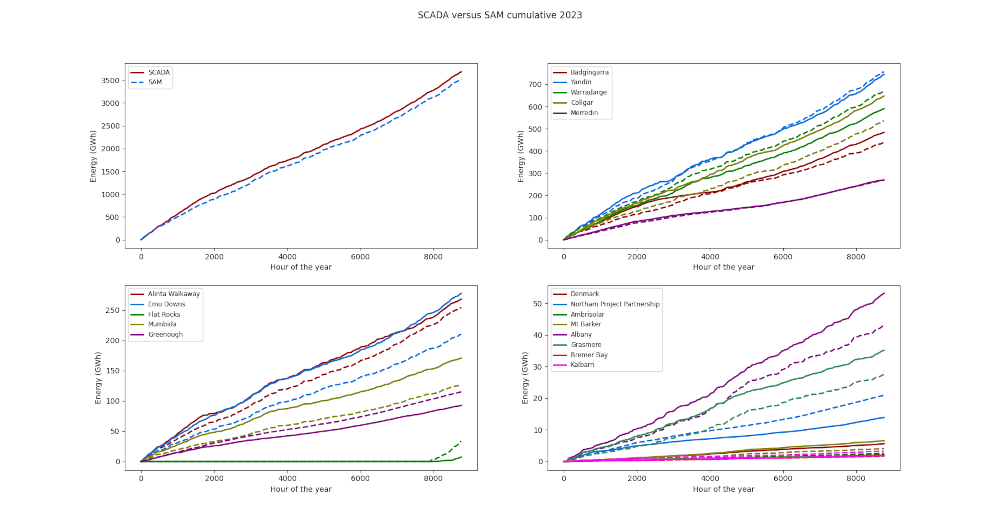 SCADA versus SAM cumulative 2023
SCADA
SAM
3500
3000
2500
2000
1500
1000
500
0
Energy (GWh)
0 2000 4000 6000 8000
Hour of the year
Badgingarra
Yandin
Warradarge
Collgar
Merredin
700
600
500
400
300
200
100
0
Energy (GWh)
0 2000 4000 6000 8000
Hour of the year
Alinta Walkaway
Emu Downs
Flat Rocks
Mumbida
Greenough
250
200
150
100
50
0
Energy (GWh)
0 2000 4000 6000 8000
Hour of the year
Denmark
Northam Project Partnership
Ambrisolar
Mt Barker
Albany
Grasmere
Bremer Bay
Kalbarn
50
40
30
20
10
0
Energy (GWh)
0 2000 4000 6000 8000
Hour of the year